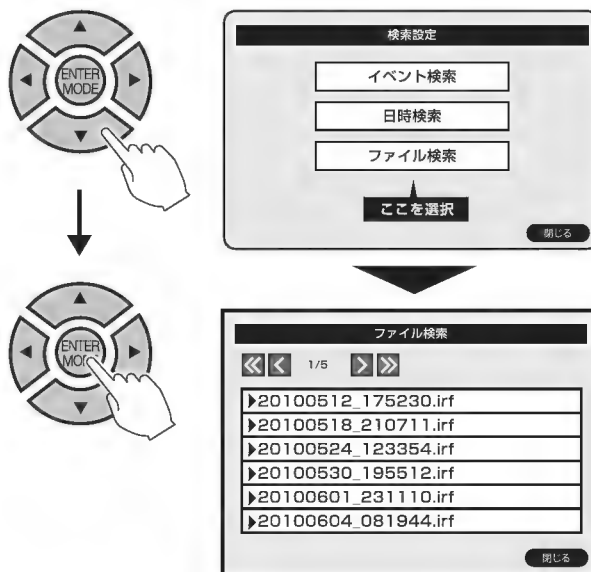 ENTER
MODE
検索設定
イベント検索
日時検索
ファイル検索
ここを選択
閉じる
ENTER
ファイル検索
1/5
20100512_175230.irf
20100518_210711.irf
20100524_123354.irf
20100530_195512.irf
20100601_231110.irf
20100604_081944.irf
閉じる